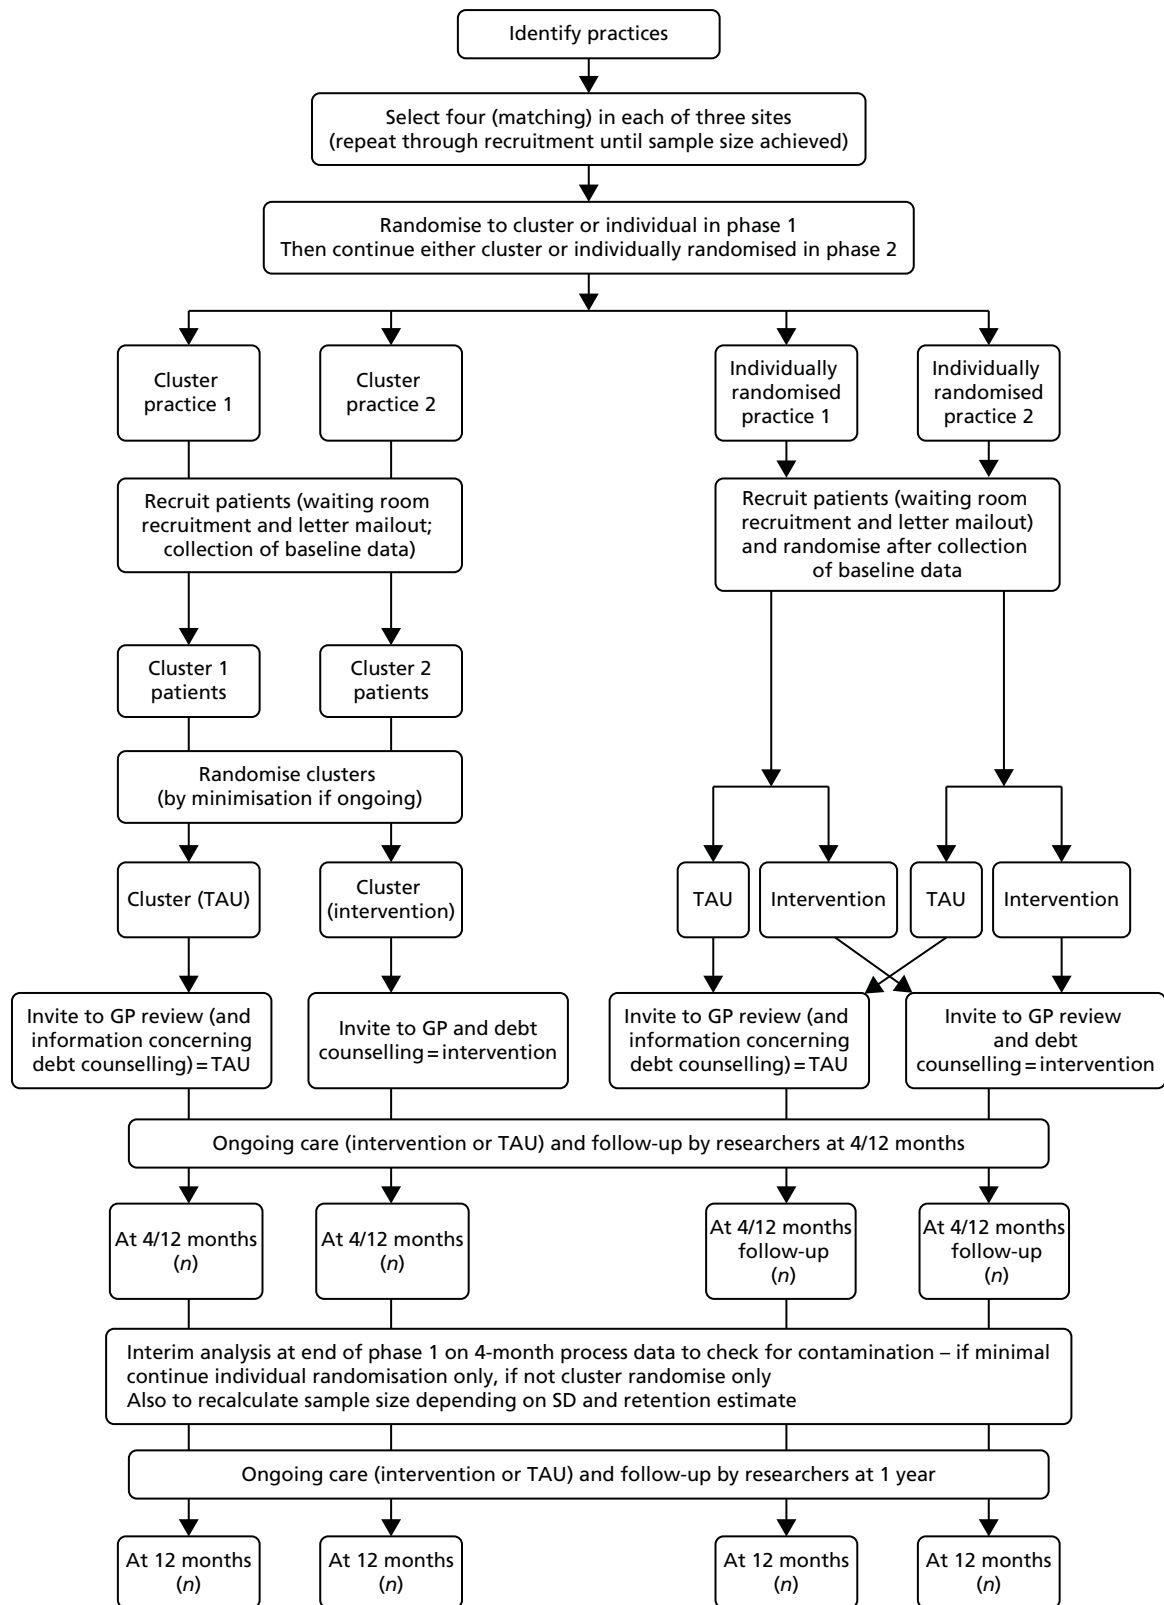 Identify practices
Select four (matching) in each of three sites
(repeat through recruitment until sample size achieved)
Randomise to cluster or individual in phase 1
Then continue either cluster or individually randomised in phase 2
Cluster
practice 1
Cluster
practice 2
Individually
randomised
practice 1
Individually
randomised
practice 2
Recruit patients (waiting room
recruitment and letter mailout;
collection of baseline data)
Recruit patients (waiting room
recruitment and letter mailout)
and randomise after collection
of baseline data
Cluster 1
patients
Cluster 2
patients
Randomise clusters
(by minimisation if ongoing)
Cluster (TAU)
Cluster
(intervention)
TAU
Intervention
TAU
Intervention
Invite to GP review (and
information concerning
debt counselling) = TAU
Invite to GP and debt
counselling = intervention
Invite to GP review (and
information concerning
debt counselling) = TAU
Invite to GP review
and debt
counselling = intervention
Ongoing care (intervention or TAU) and follow-up by researchers at 4/12 months
At 4/12 months
(n)
At 4/12 months
(n)
At 4/12 months
follow-up
(n)
At 4/12 months
follow-up
(n)
Interim analysis at end of phase 1 on 4-month process data to check for contamination – if minimal
continue individual randomisation only, if not cluster randomise only
Also to recalculate sample size depending on SD and retention estimate
Ongoing care (intervention or TAU) and follow-up by researchers at 1 year
At 12 months
(n)
At 12 months
(n)
At 12 months
(n)
At 12 months
(n)